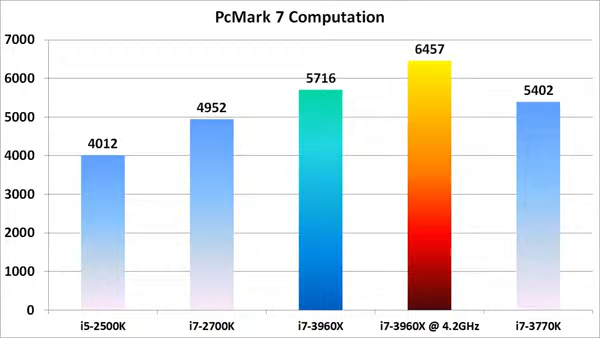 PcMark 7 Computation
7000
6000
5000
4000
3000
2000
1000
0
4012
4952
5716
6457
5402
i5-2500K
i7-2700K
i7-3960X
i7-3960X @ 4.2GHz
i7-3770K